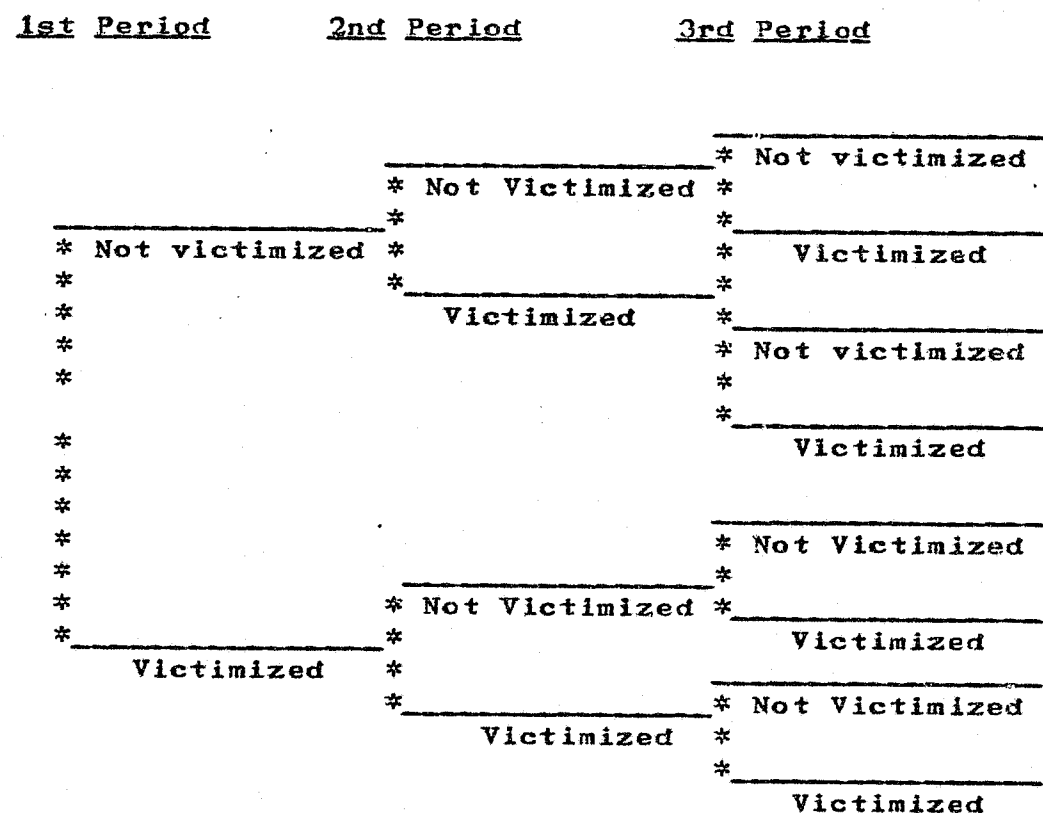 1st Period 2nd Period 3rd Period
* Not victimized
* Not Victimized *
* *
* Victimized
* Not victimized * *
* * *
* Victimized *
* * Not victimized
* *
*
* Victimized
*
*
* * Not Victimized
* *
* * Not Victimized *
* * Victimized
Victimized *
* * Not Victimized
Victimized *
*
Victimized